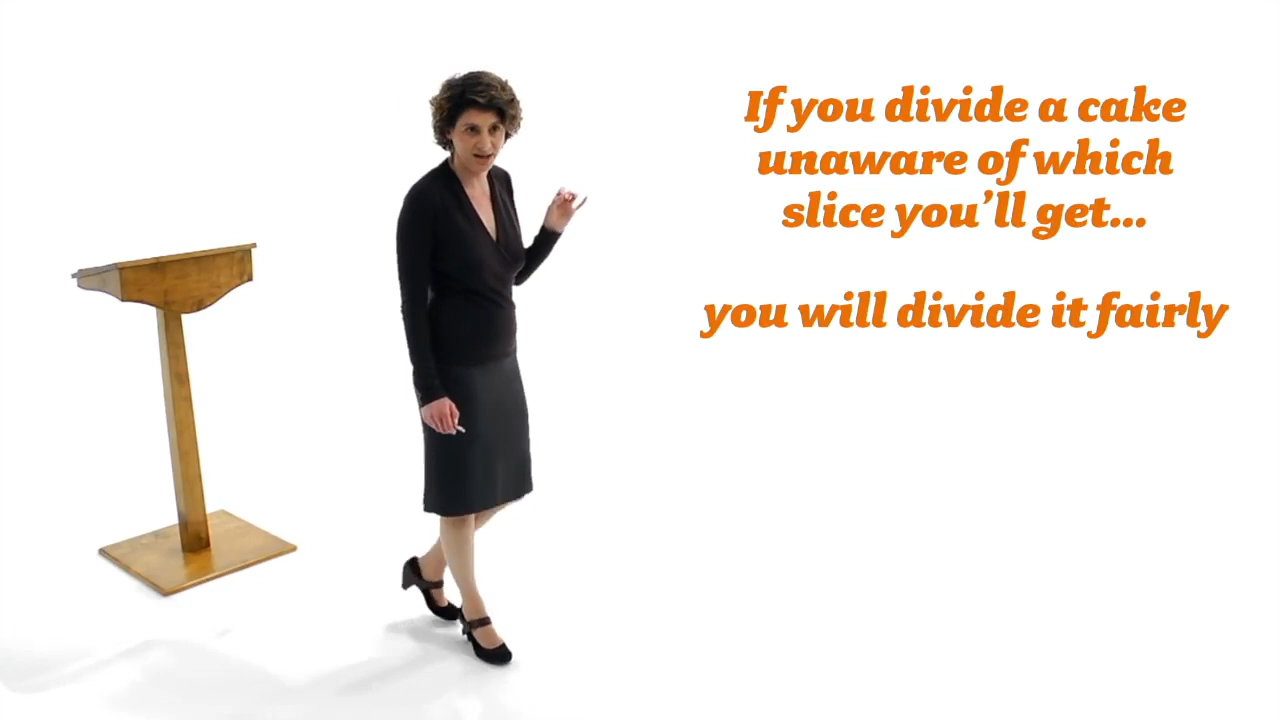 If you divide a cake
unaware of which
slice you’ll get...
you will divide it fairly